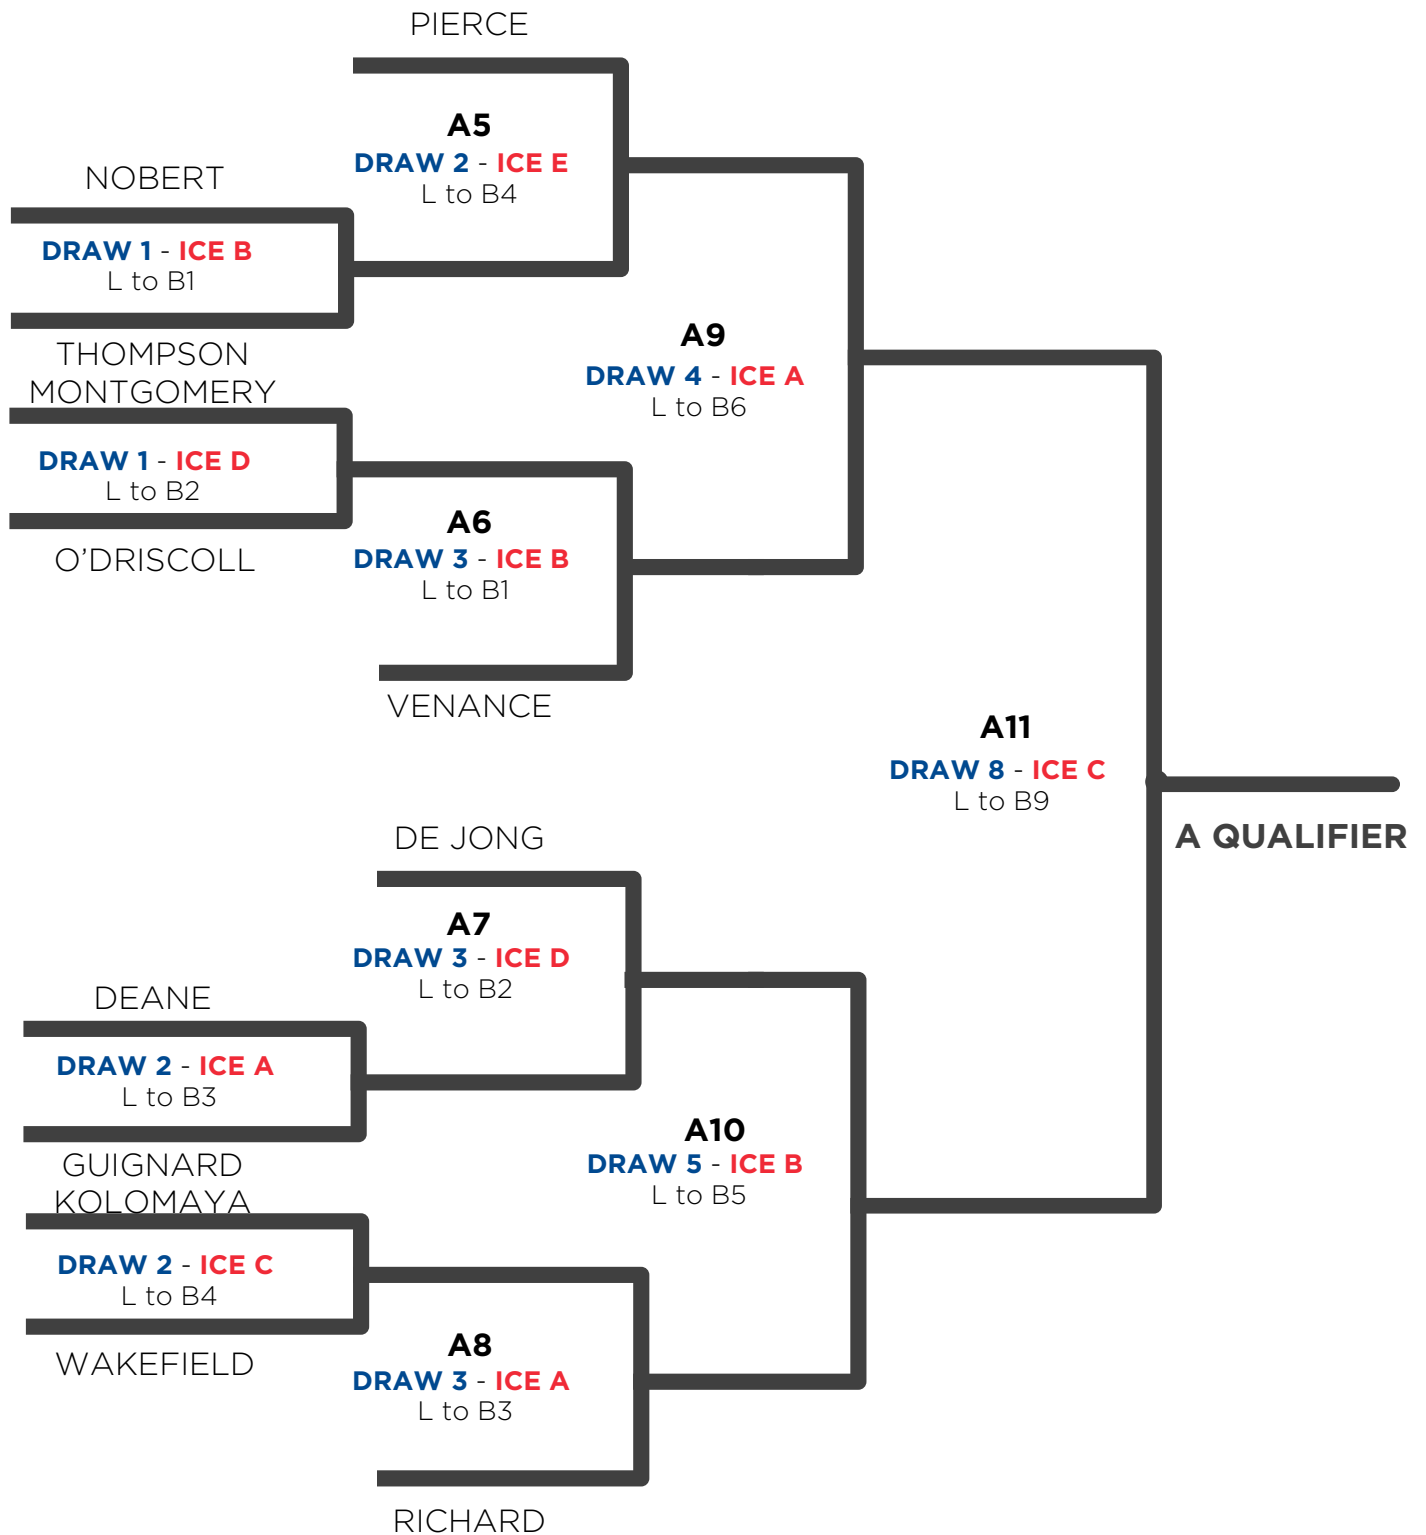 PIERCE
A5
DRAW 2 - ICE E
L to B4
NOBERT
DRAW 1 - ICE B
L to B1
THOMPSON
MONTGOMERY
DRAW 1 - ICE D
L to B2
O'DRISCOLL
A9
DRAW 4 - ICE A
L to B6
A6
DRAW 3 - ICE B
L to B1
VENANCE
A11
DRAW 8 - ICE C
L to B9
A QUALIFIER
DE JONG
A7
DRAW 3 - ICE D
L to B2
DEANE
DRAW 2 - ICE A
L to B3
GUIGNARD
KOLOMAYA
DRAW 2 - ICE C
L to B4
WAKEFIELD
A10
DRAW 5 - ICE B
L to B5
A8
DRAW 3 - ICE A
L to B3
RICHARD